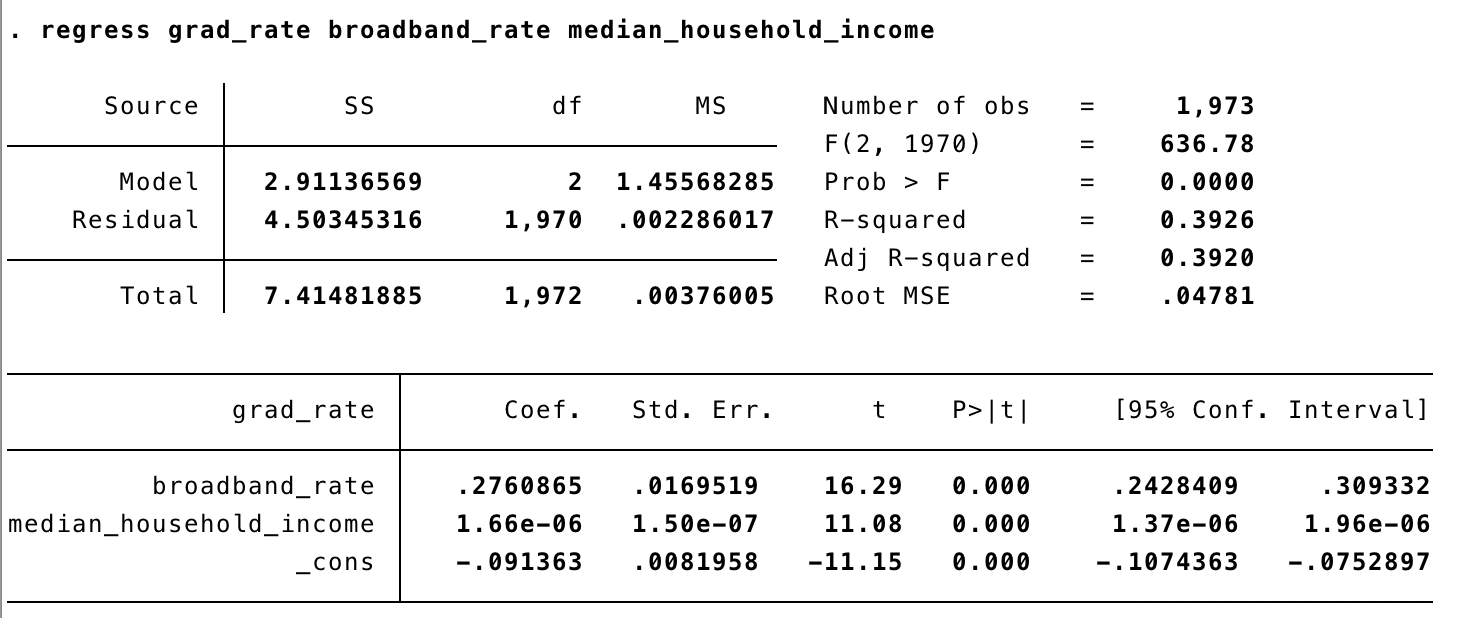 . regress grad_rate broadband_rate median_household_income
Source SS df MS Number of obs = 1,973
F(2, 1970) = 636.78
Model 2.91136569 2 1.45568285 Prob > F = 0.0000
Residual 4.50345316 1,970 .002286017 R-squared = 0.3926
Adj R-squared = 0.3920
Total 7.41481885 1,972 .00376005 Root MSE = .04781
grad_rate Coef. Std. Err. t P>|t| [95% Conf. Interval]
broadband_rate .2760865 .0169519 16.29 0.000 .2428409 .309332
median_household_income 1.66e-06 1.50e-07 11.08 0.000 1.37e-06 1.96e-06
_cons -.091363 .0081958 -11.15 0.000 -.1074363 -.0752897